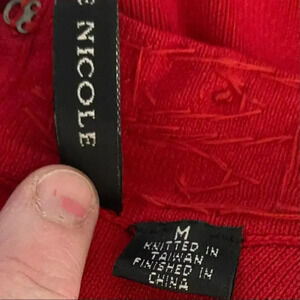 E NICOLE
M
KNITTED IN
TAIWAN
FINISHED IN
CHINA